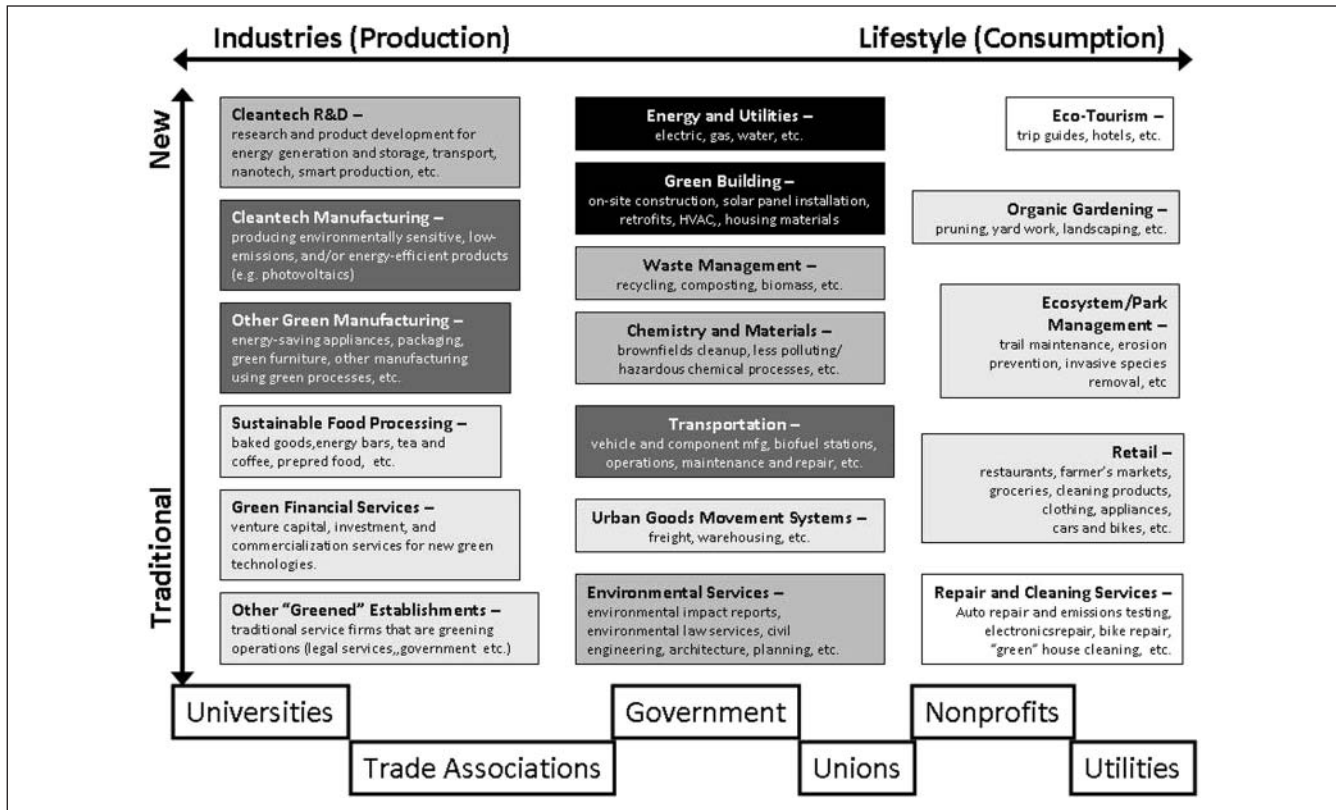 Industries (Production)
Lifestyle (Consumption)
New
Traditional
Cleantech R&D –
research and product development for
energy generation and storage, transport,
nanotech, smart production, etc.
Cleantech Manufacturing –
producing environmentally sensitive, low-
emissions, and/or energy-efficient products
(e.g. photovoltaics)
Other Green Manufacturing –
energy-saving appliances, packaging,
green furniture, other manufacturing
using green processes, etc.
Sustainable Food Processing –
baked goods,energy bars, tea and
coffee, prepred food, etc.
Green Financial Services –
venture capital, investment, and
commercialization services for new green
technologies.
Other “Greened” Establishments –
traditional service firms that are greening
operations (legal services,,government etc.)
Energy and Utilities –
electric, gas, water, etc.
Green Building –
on-site construction, solar panel installation,
retrofits, HVAC,, housing materials
Waste Management –
recycling, composting, biomass, etc.
Chemistry and Materials –
brownfields cleanup, less polluting/
hazardous chemical processes, etc.
Transportation –
vehicle and component mfg, biofuel stations,
operations, maintenance and repair, etc.
Urban Goods Movement Systems –
freight, warehousing, etc.
Environmental Services –
environmental impact reports,
environmental law services, civil
engineering, architecture, planning, etc.
Eco-Tourism –
trip guides, hotels, etc.
Organic Gardening –
pruning, yard work, landscaping, etc.
Ecosystem/Park
Management –
trail maintenance, erosion
prevention, invasive species
removal, etc
Retail –
restaurants, farmer’s markets,
groceries, cleaning products,
clothing, appliances,
cars and bikes, etc.
Repair and Cleaning Services –
Auto repair and emissions testing,
electronicsrepair, bike repair,
“green” house cleaning, etc.
Universities
Trade Associations
Government
Unions
Nonprofits
Utilities